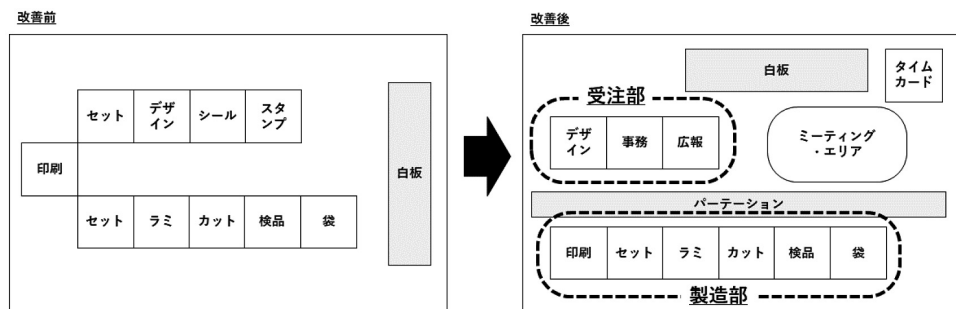 改善前
セット
デザ
イン
シール
スタ
ンプ
印刷
白板
セット
ラミ
カット
検品
袋
改善後
白板
タイム
カード
受注部
デザ
イン
事務
広報
ミーティング
・エリア
パーテーション
印刷
セット
ラミ
カット
検品
袋
製造部